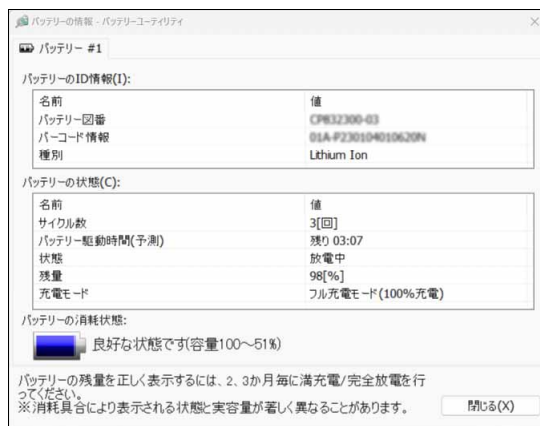 バッテリーの情報 - バッテリーユーティリティ
バッテリー #1
バッテリーのID情報(I):
名前 値
バッテリー図番
バーコード情報
種別 Lithium Ion
バッテリーの状態(C):
名前 値
サイクル数 3[回]
バッテリー駆動時間(予測) 残り 03:07
状態 放電中
残量 98[%]
充電モード フル充電モード(100%充電)
バッテリーの消耗状態:
良好な状態です(容量100～51%)
バッテリーの残量を正しく表示するには、2、3か月毎に満充電/完全放電を行
ってください。
※消耗具合により表示される状態と実容量が著しく異なることがあります。
閉じる(X)